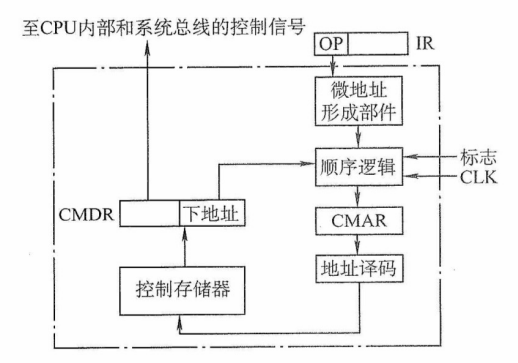 至CPU内部和系统总线的控制信号
OP
IR
微地址
形成部件
顺序逻辑
标志
CLK
CMDR
下地址
CMAR
地址译码
控制存储器